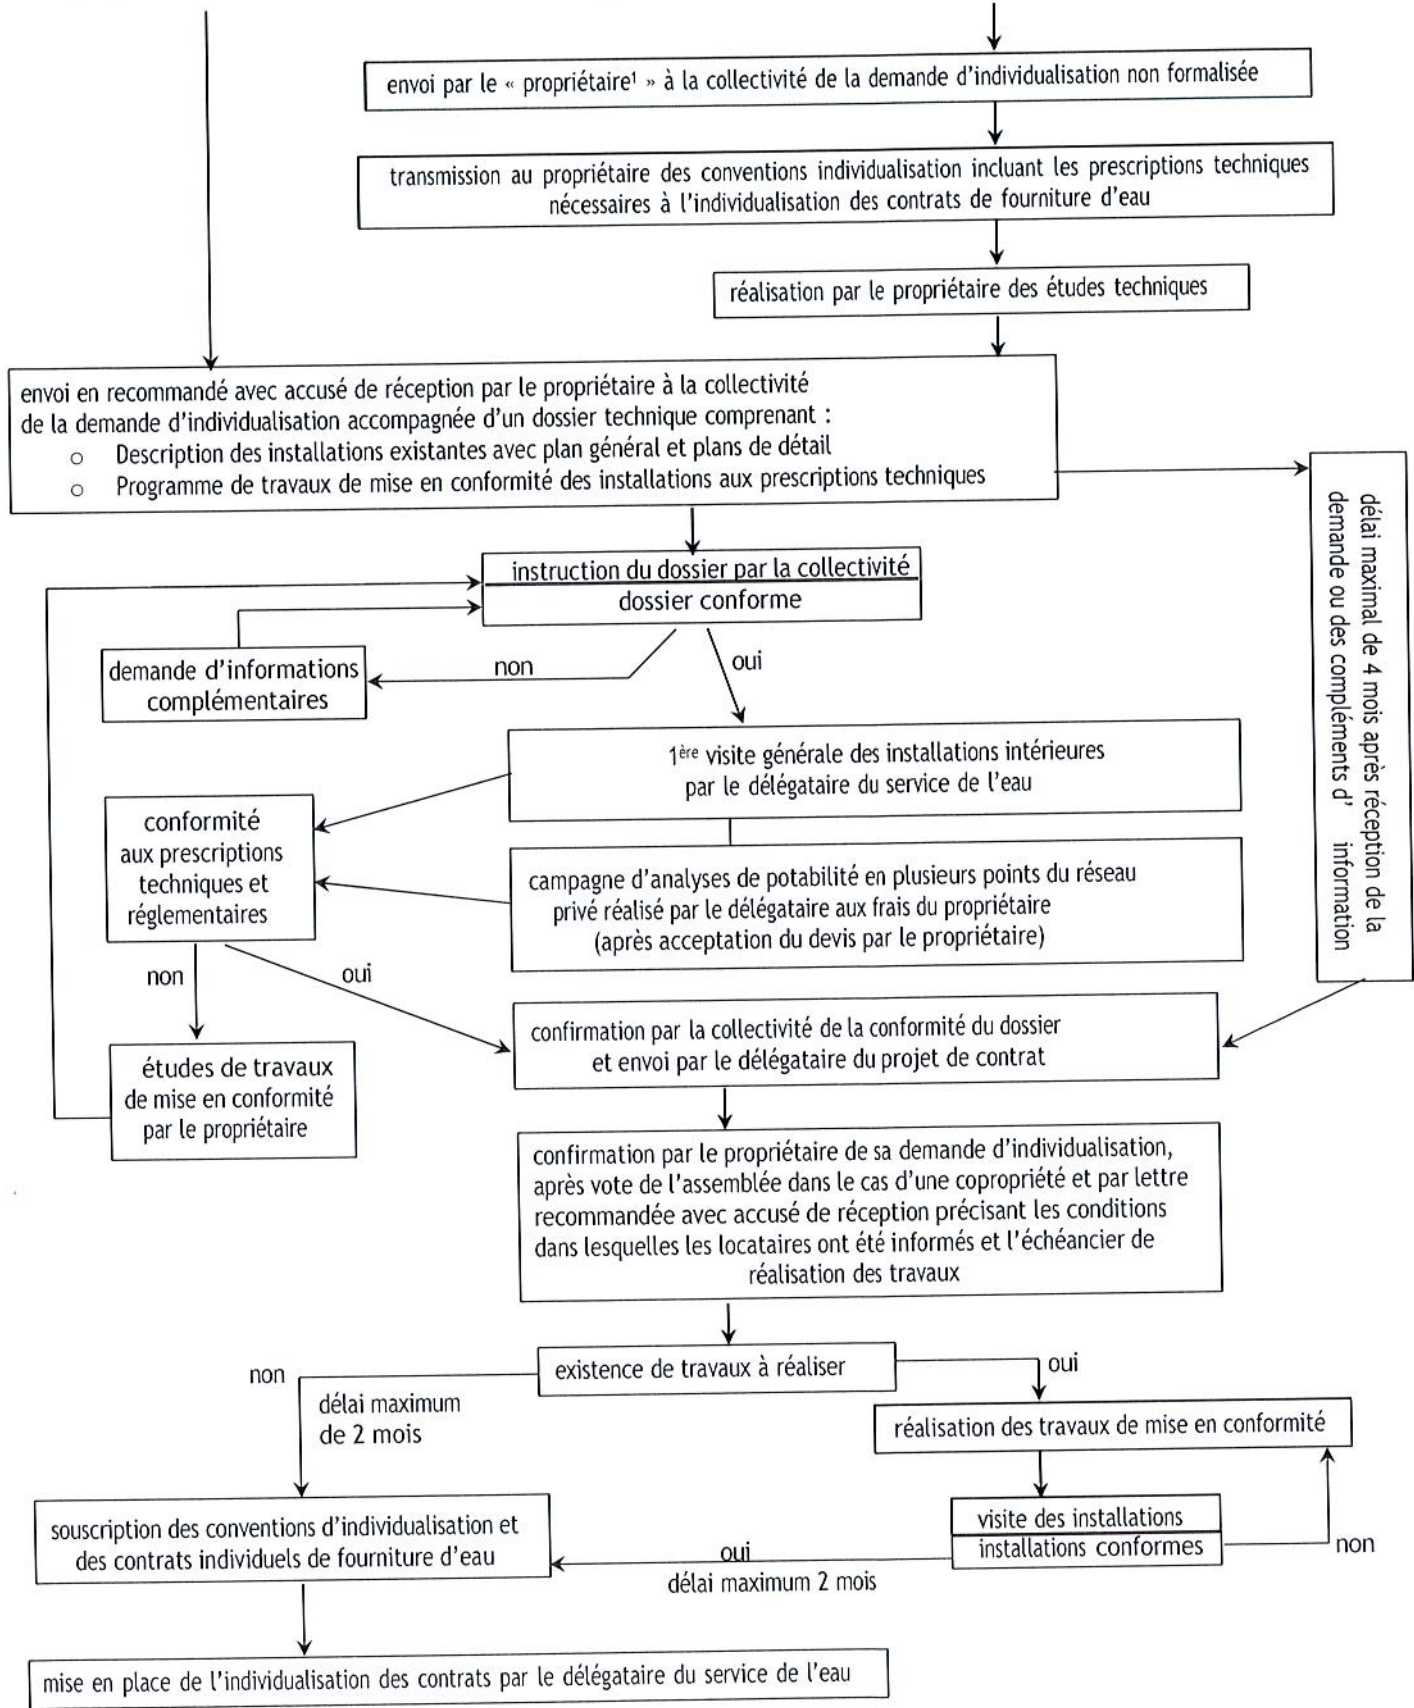 envoi par le « propriétaire¹ » à la collectivité de la demande d'individualisation non formalisée
transmission au propriétaire des conventions individualisation incluant les prescriptions techniques
nécessaires à l'individualisation des contrats de fourniture d'eau
réalisation par le propriétaire des études techniques
envoi en recommandé avec accusé de réception par le propriétaire à la collectivité
de la demande d'individualisation accompagnée d'un dossier technique comprenant :
o Description des installations existantes avec plan général et plans de détail
o Programme de travaux de mise en conformité des installations aux prescriptions techniques
délai maximal de 4 mois après réception de la
demande ou des compléments d' information
instruction du dossier par la collectivité
dossier conforme
non
oui
demande d'informations
complémentaires
1ère visite générale des installations intérieures
par le délégataire du service de l'eau
conformité
aux prescriptions
techniques et
réglementaires
campagne d'analyses de potabilité en plusieurs points du réseau
privé réalisé par le délégataire aux frais du propriétaire
(après acceptation du devis par le propriétaire)
non
oui
confirmation par la collectivité de la conformité du dossier
et envoi par le délégataire du projet de contrat
études de travaux
de mise en conformité
par le propriétaire
confirmation par le propriétaire de sa demande d'individualisation,
après vote de l'assemblée dans le cas d'une copropriété et par lettre
recommandée avec accusé de réception précisant les conditions
dans lesquelles les locataires ont été informés et l'échéancier de
réalisation des travaux
existence de travaux à réaliser
non
oui
délai maximum
de 2 mois
réalisation des travaux de mise en conformité
visite des installations
installations conformes
non
oui
délai maximum 2 mois
souscription des conventions d'individualisation et
des contrats individuels de fourniture d'eau
mise en place de l'individualisation des contrats par le délégataire du service de l'eau